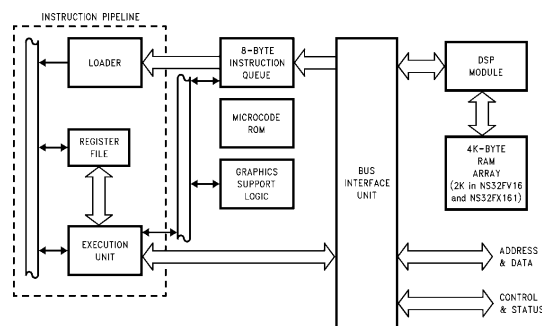 INSTRUCTION PIPELINE
LOADER
8-BYTE
INSTRUCTION
QUEUE
DSP
MODULE
MICROCODE
ROM
REGISTER
FILE
4K-BYTE
RAM
ARRAY
(2K in NS32FV16
and NS32FX161)
GRAPHICS
SUPPORT
LOGIC
BUS
INTERFACE
UNIT
EXECUTION
UNIT
ADDRESS
& DATA
CONTROL
& STATUS